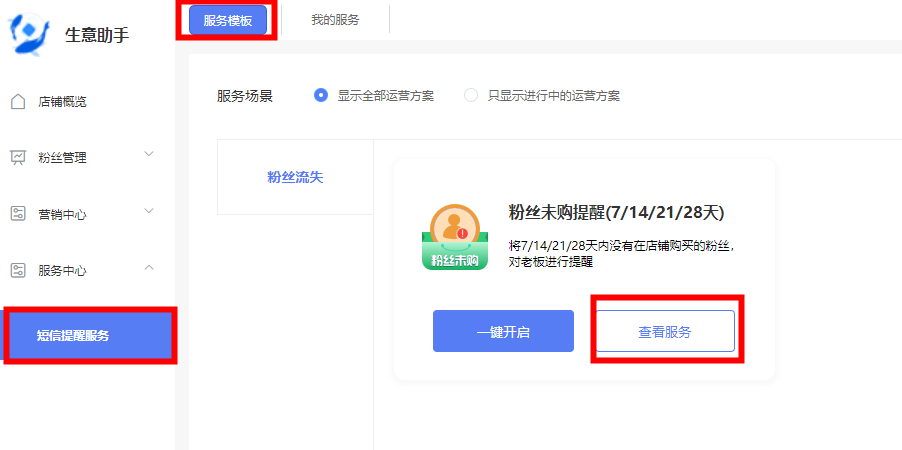 生意助手
服务模板
我的服务
店铺概览
粉丝管理
营销中心
服务中心
短信提醒服务
服务场景
显示全部运营方案
只显示进行中的运营方案
粉丝流失
粉丝未购
粉丝未购提醒(7/14/21/28天)
将7/14/21/28天内没有在店铺购买的粉丝，
对老板进行提醒
一键开启
查看服务